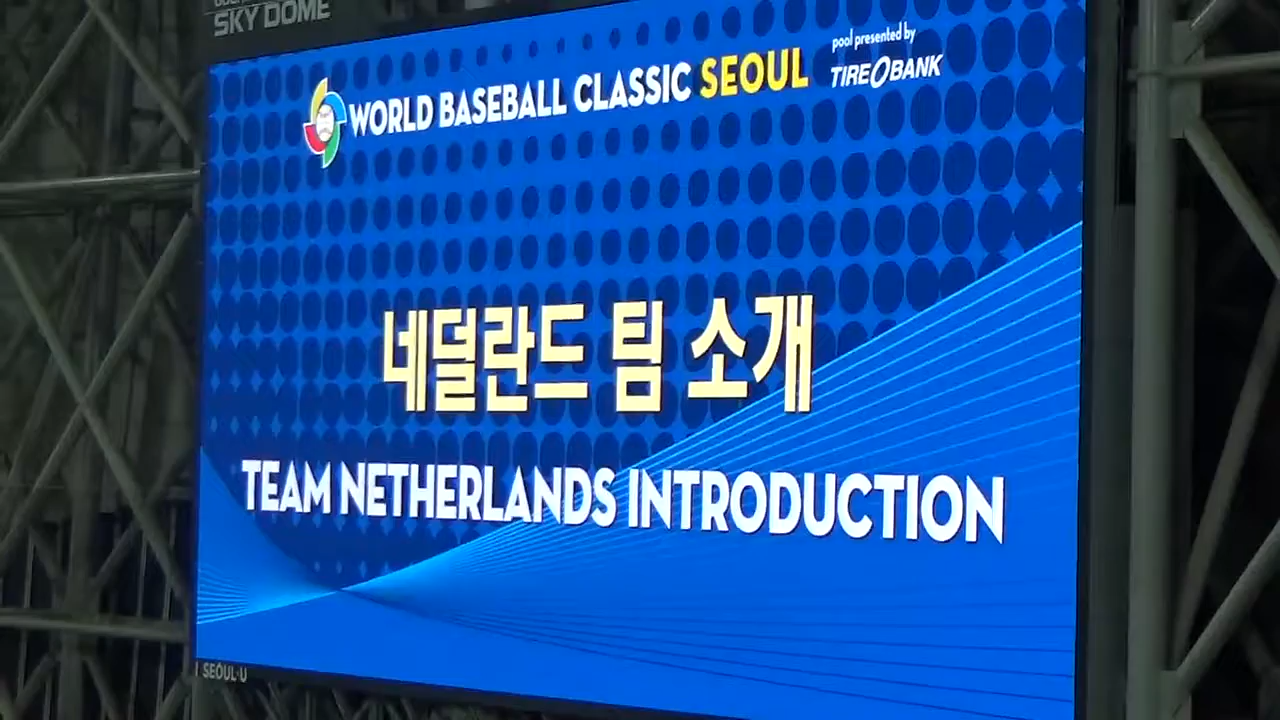 SKY DOME
WORLD BASEBALL CLASSIC SEOUL
pool presented by
TIREBANK
네덜란드 팀 소개
TEAM NETHERLANDS INTRODUCTION
I SEOUL U